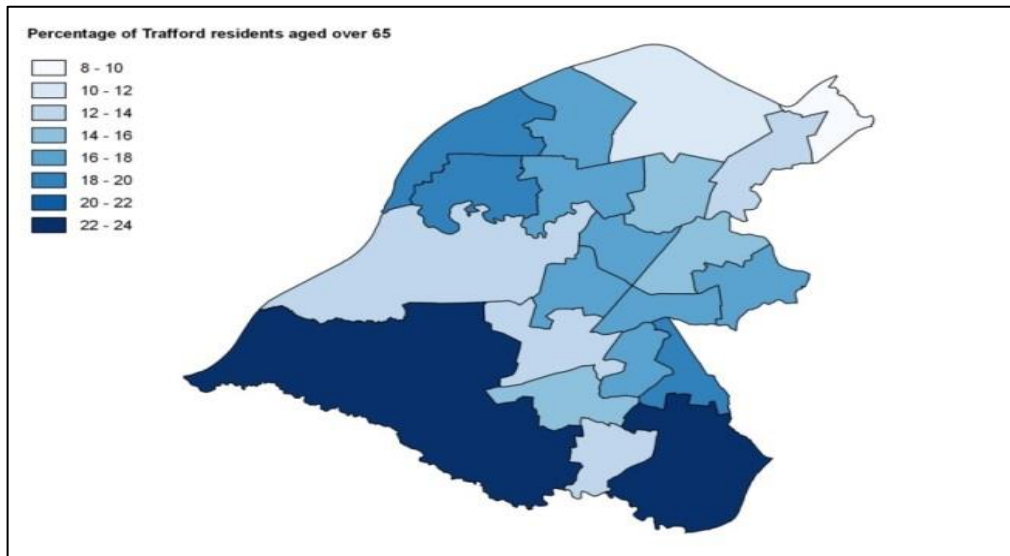 Percentage of Trafford residents aged over 65
8 - 10
10 - 12
12 - 14
14 - 16
16 - 18
18 - 20
20 - 22
22 - 24